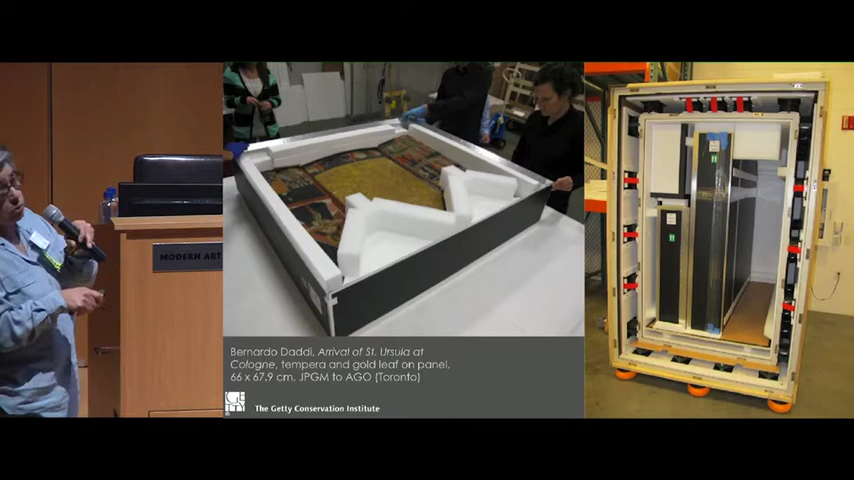 MODERN ART
Bernardo Daddi, Arrival of St. Ursula at
Cologne, tempera and gold leaf on panel,
66 x 67.9 cm, JPGM to AGO (Toronto)
The Getty Conservation Institute